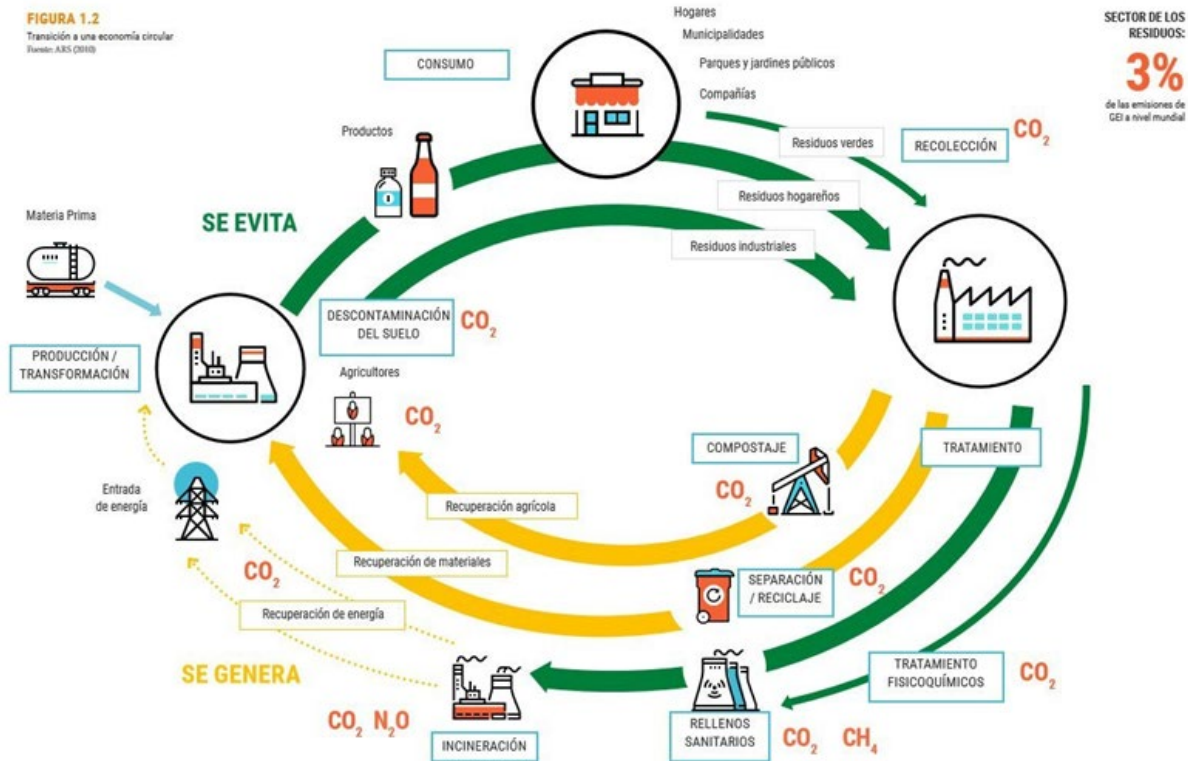 FIGURA 1.2
Transición a una economía circular
Fuente: ARS (2010)
SECTOR DE LOS
RESIDUOS:
3%
de las emisiones de
GEI a nivel mundial
Hogares
Municipalidades
Parques y jardines públicos
Compañías
CONSUMO
Productos
Residuos verdes
RECOLECCIÓN
CO2
Residuos hogareños
Residuos industriales
SE EVITA
Materia Prima
DESCONTAMINACIÓN
DEL SUELO
CO2
PRODUCCIÓN /
TRANSFORMACIÓN
Agricultores
CO2
COMPOSTAJE
CO2
TRATAMIENTO
Entrada
de energía
Recuperación agrícola
Recuperación de materiales
CO2
Recuperación de energía
SEPARACIÓN
/ RECICLAJE
CO2
SE GENERA
TRATAMIENTO
FISICOQUÍMICOS
CO2
CO2 N2O
INCINERACIÓN
RELLENOS
SANITARIOS
CO2 CH4